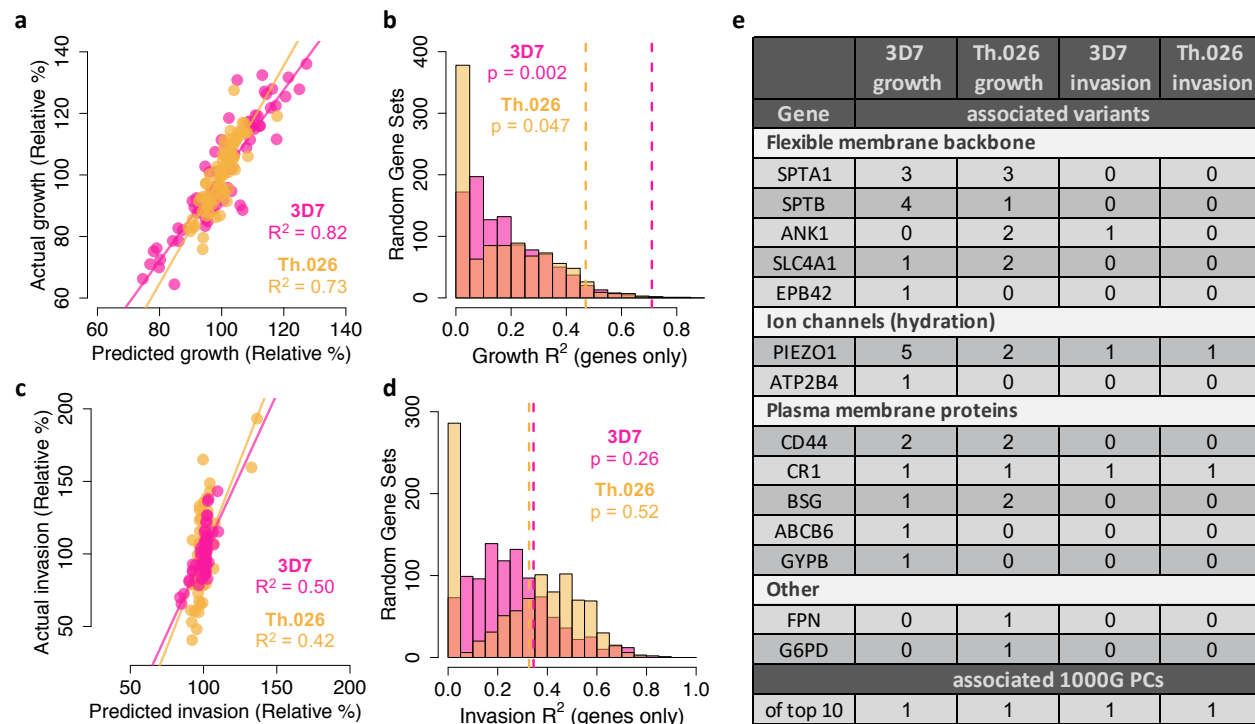 a
Actual growth (Relative %)
140
120
100
80
60
3D7
R² = 0.82
Th.026
R² = 0.73
60 80 100 120 140
Predicted growth (Relative %)
b
Random Gene Sets
400
300
200
100
0
3D7
p = 0.002
Th.026
p = 0.047
0.0 0.2 0.4 0.6 0.8
Growth R² (genes only)
c
Actual invasion (Relative %)
200
150
100
50
3D7
R² = 0.50
Th.026
R² = 0.42
50 100 150 200
Predicted invasion (Relative %)
d
Random Gene Sets
300
200
100
0
3D7
p = 0.26
Th.026
p = 0.52
0.0 0.2 0.4 0.6 0.8 1.0
Invasion R² (genes only)
e
3D7 Th.026 3D7 Th.026
growth growth invasion invasion
Gene associated variants
Flexible membrane backbone
SPTA1 3 3 0 0
SPTB 4 1 0 0
ANK1 0 2 1 0
SLC4A1 1 2 0 0
EPB42 1 0 0 0
Ion channels (hydration)
PIEZO1 5 2 1 1
ATP2B4 1 0 0 0
Plasma membrane proteins
CD44 2 2 0 0
CR1 1 1 1 1
BSG 1 2 0 0
ABCB6 1 0 0 0
GYPB 1 0 0 0
Other
FPN 0 1 0 0
G6PD 0 1 0 0
associated 1000G PCs
of top 10 1 1 1 1